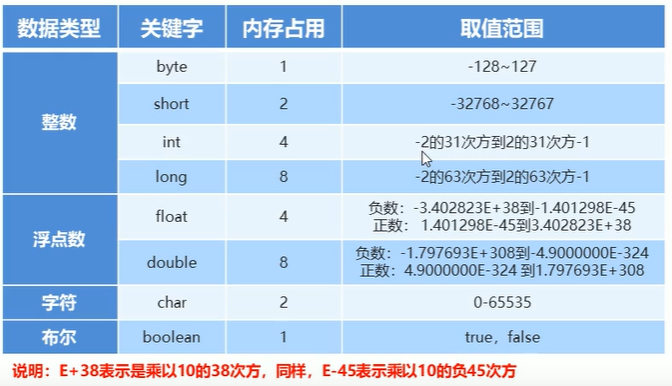 数据类型 关键字 内存占用 取值范围
整数 byte 1 -128~127
short 2 -32768~32767
int 4 -2的31次方到2的31次方-1
long 8 -2的63次方到2的63次方-1
浮点数 float 4 负数：-3.402823E+38到-1.401298E-45
正数： 1.401298E-45到3.402823E+38
double 8 负数：-1.797693E+308到-4.9000000E-324
正数：4.9000000E-324 到1.797693E+308
字符 char 2 0-65535
布尔 boolean 1 true，false
说明：E+38表示是乘以10的38次方，同样，E-45表示乘以10的负45次方